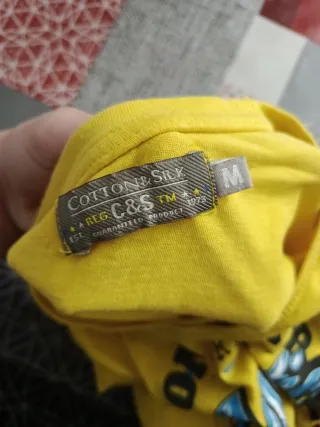 COTTON & SILK
REG C&S TM
EST. GUARANTEED PRODUCT 1973
M